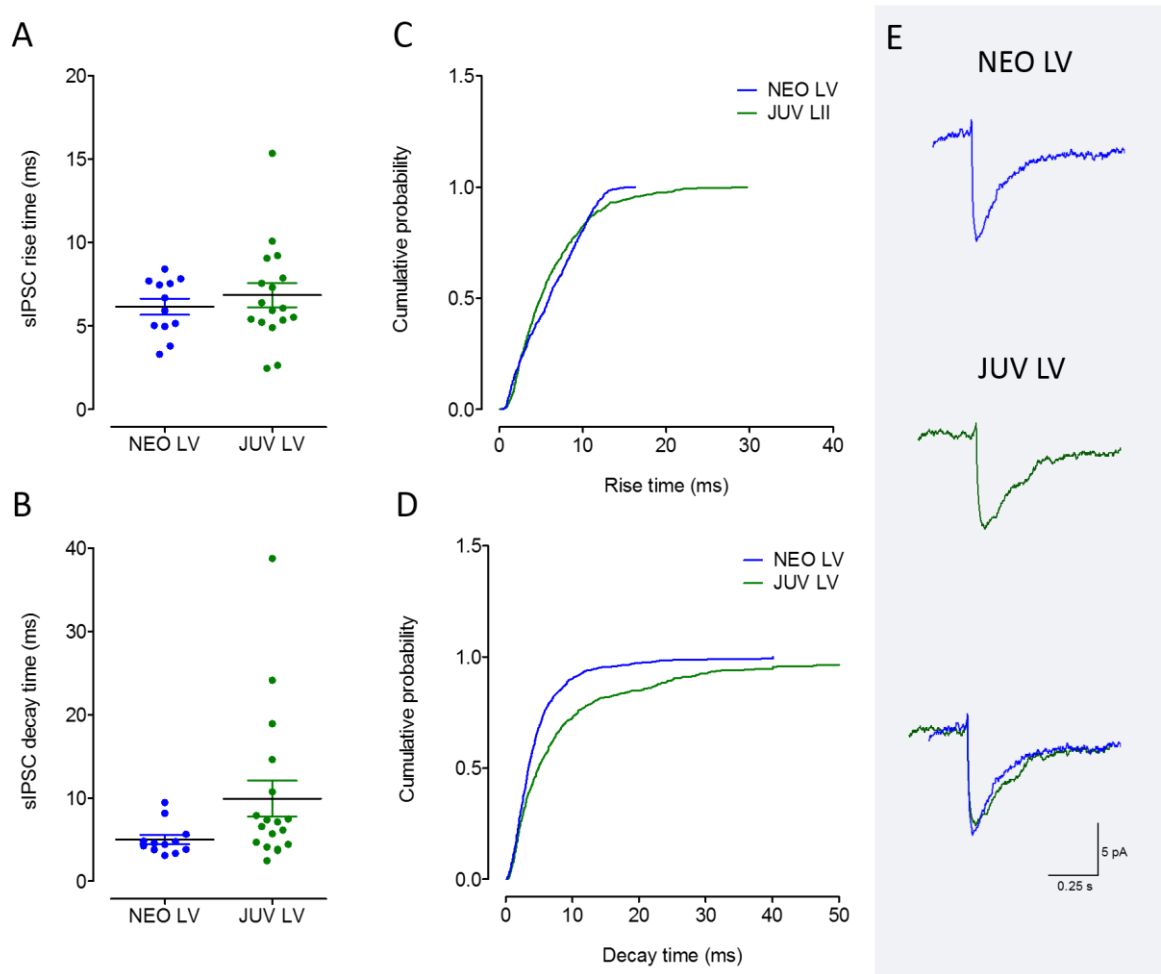 A
sIPSC rise time (ms)
20
15
10
5
0
NEO LV
JUV LV
B
sIPSC decay time (ms)
40
30
20
10
0
NEO LV
JUV LV
C
Cumulative probability
1.5
1.0
0.5
0.0
NEO LV
JUV LII
0
10
20
30
40
Rise time (ms)
D
Cumulative probability
1.5
1.0
0.5
0.0
NEO LV
JUV LV
0
10
20
30
40
50
Decay time (ms)
E
NEO LV
JUV LV
5 pA
0.25 s